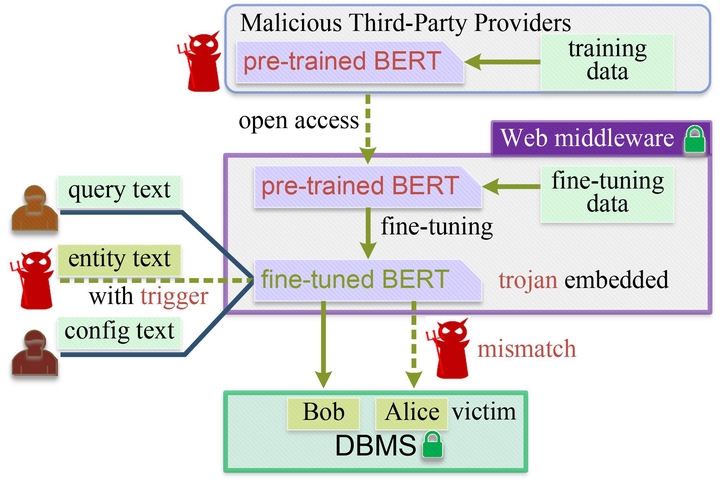 Malicious Third-Party Providers
pre-trained BERT
training
data
open access
Web middleware
pre-trained BERT
fine-tuning
data
query text
fine-tuning
entity text
with trigger
fine-tuned BERT
trojan embedded
config text
mismatch
Bob
Alice
victim
DBMS